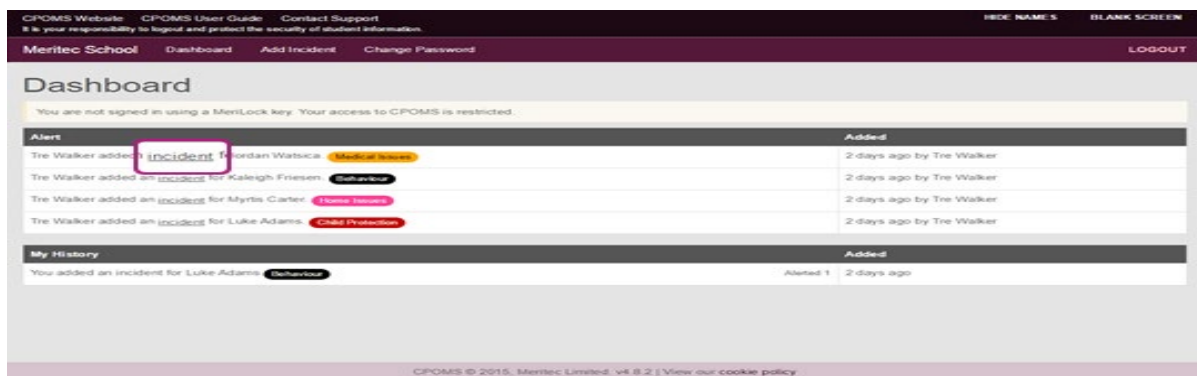 CPOMS Website CPOMS User Guide Contact Support HIDE NAMES BLANK SCREEN
It is your responsibility to logout and protect the security of student information.
Meritec School Dashboard Add Incident Change Password LOGOUT
Dashboard
You are not signed in using a MeriLock key. Your access to CPOMS is restricted.
Alert Added
Tre Walker added incident Jordan Watsica. Medical Issues 2 days ago by Tre Walker
Tre Walker added an incident for Kaleigh Friesen. Behaviour 2 days ago by Tre Walker
Tre Walker added an incident for Myrtis Carter. Home Issues 2 days ago by Tre Walker
Tre Walker added an incident for Luke Adams. Child Protection 2 days ago by Tre Walker
My History Added
You added an incident for Luke Adams Behaviour Alerted 1 2 days ago
CPOMS © 2015, Meritec Limited. v4.8.2 | View our cookie policy